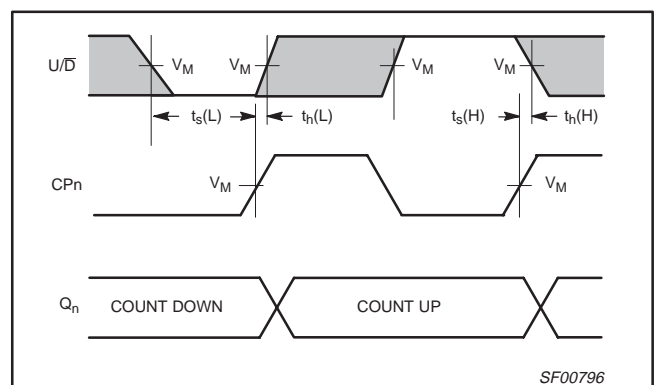 U/D̅ V_M V_M V_M V_M
t_s(L) t_h(L) t_s(H) t_h(H)
CPn V_M V_M
Q_n COUNT DOWN COUNT UP
SF00796